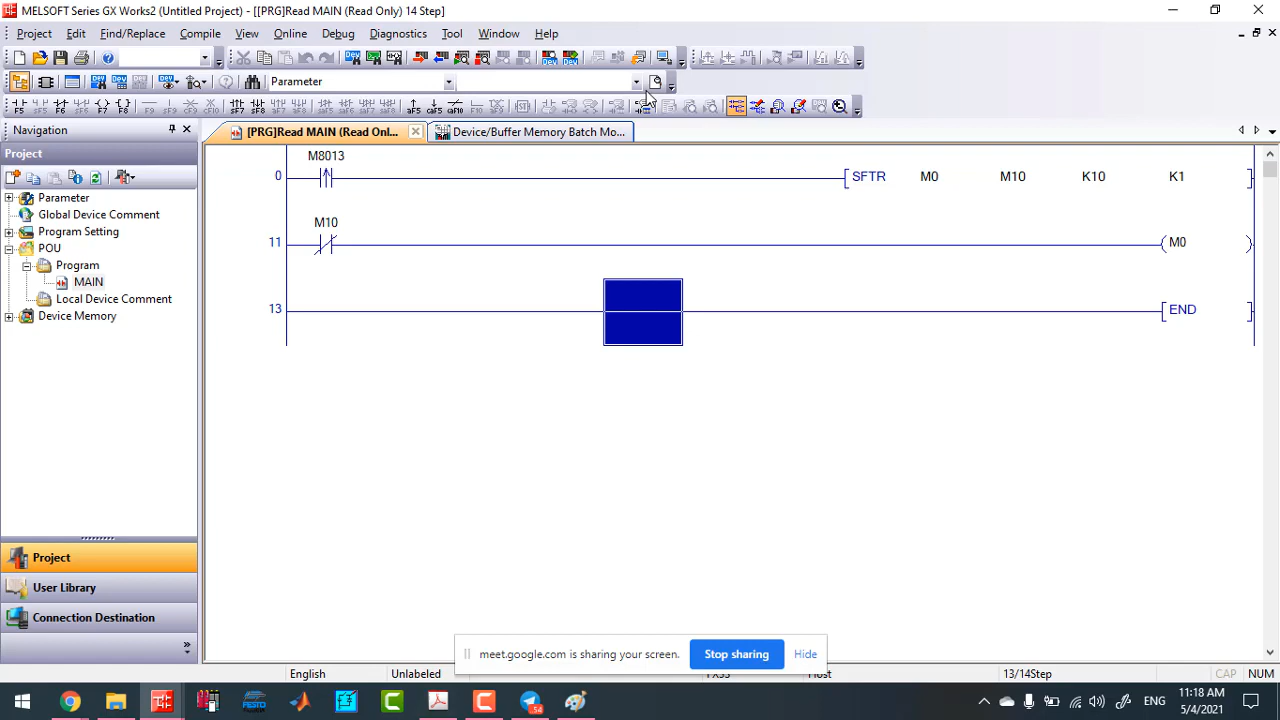 MELSOFT Series GX Works2 (Untitled Project) - [[PRG]Read MAIN (Read Only) 14 Step]
Project Edit Find/Replace Compile View Online Debug Diagnostics Tool Window Help
Parameter
Navigation
[PRG]Read MAIN (Read Onl...
Device/Buffer Memory Batch Mo...
Project
Parameter
Global Device Comment
Program Setting
POU
Program
MAIN
Local Device Comment
Device Memory
M8013
0 SFTR M0 M10 K10 K1
M10
11 M0
13 END
Project
User Library
Connection Destination
meet.google.com is sharing your screen. Stop sharing Hide
English Unlabeled Host 13/14Step CAP NUM
54
ENG
11:18 AM
5/4/2021